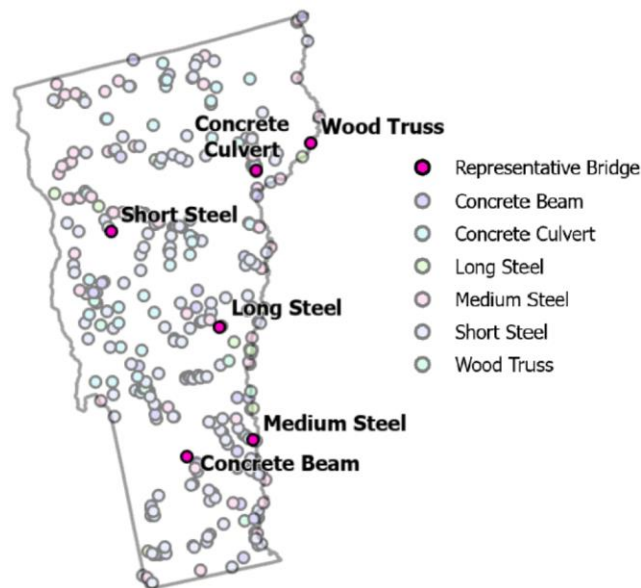 Concrete
Culvert
Wood Truss
Short Steel
Long Steel
Medium Steel
Concrete Beam
Representative Bridge
Concrete Beam
Concrete Culvert
Long Steel
Medium Steel
Short Steel
Wood Truss